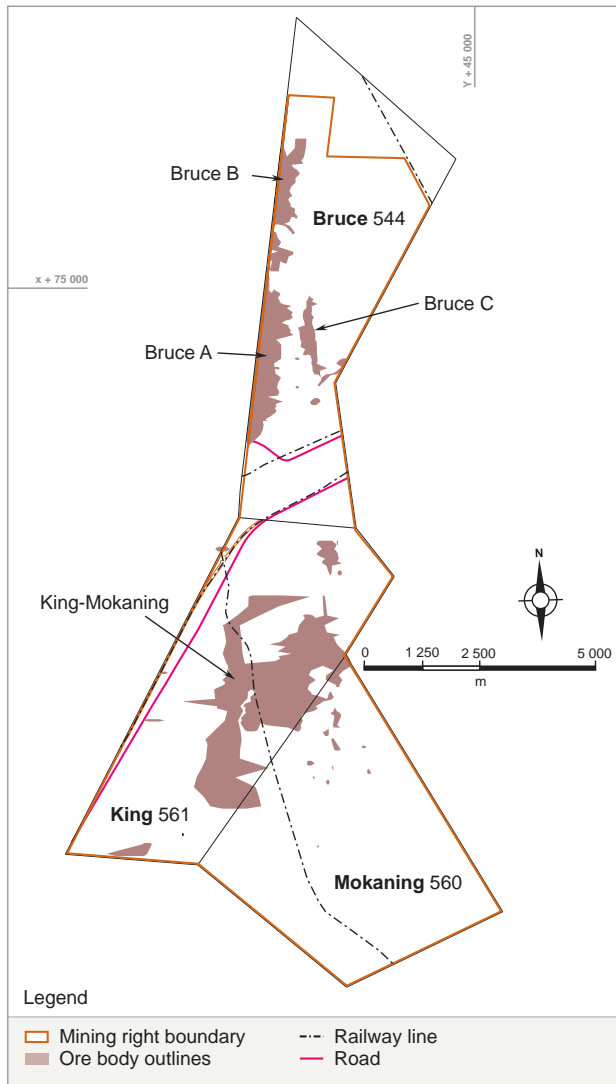 Y + 45 000
Bruce B
Bruce 544
x + 75 000
Bruce C
Bruce A
N
King-Mokaning
0 1 250 2 500 5 000
m
King 561
Mokaning 560
Legend
Mining right boundary
Railway line
Ore body outlines
Road